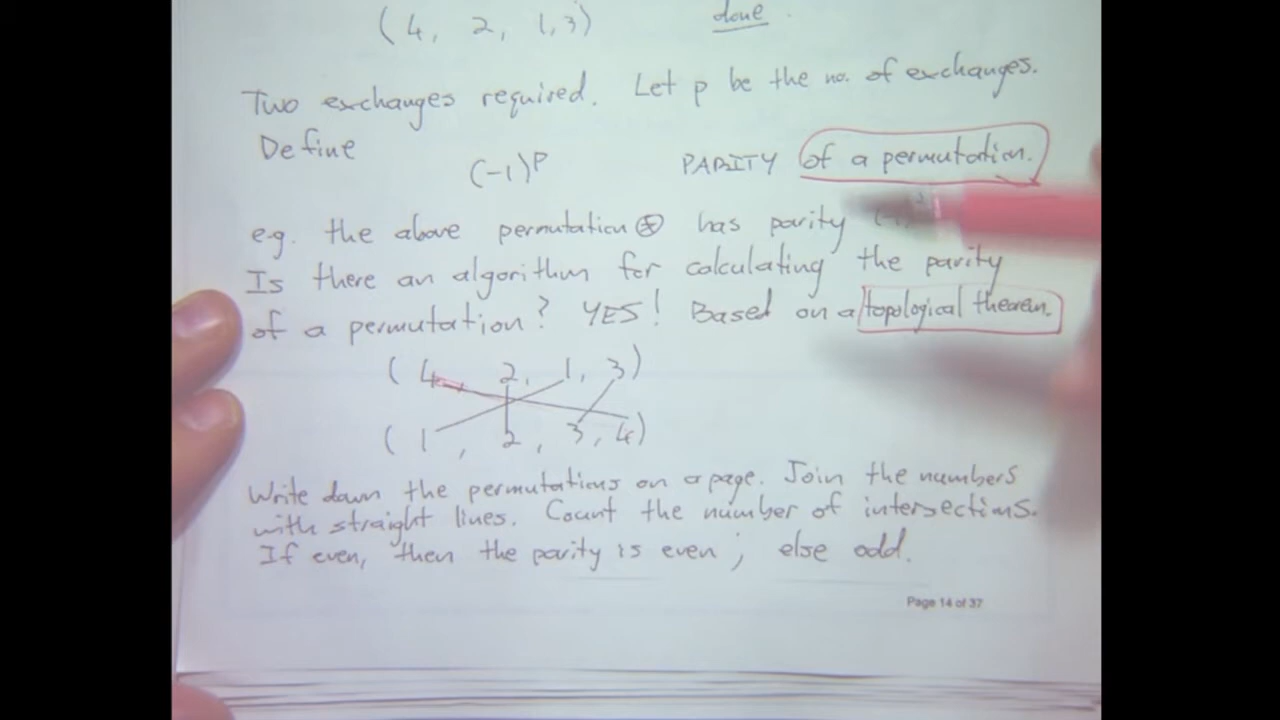 (4, 2, 1,3) done.
Two exchanges required. Let p be the no. of exchanges.
Define
(-1)^p PARITY of a permutation.
e.g. the above permutation ⊛ has parity
Is there an algorithm for calculating the parity
of a permutation? YES! Based on a topological theorem.
( 4, 2, 1, 3)
( 1, 2, 3, 4)
Write down the permutations on a page. Join the numbers
with straight lines. Count the number of intersections.
If even, then the parity is even; else odd.
Page 14 of 37